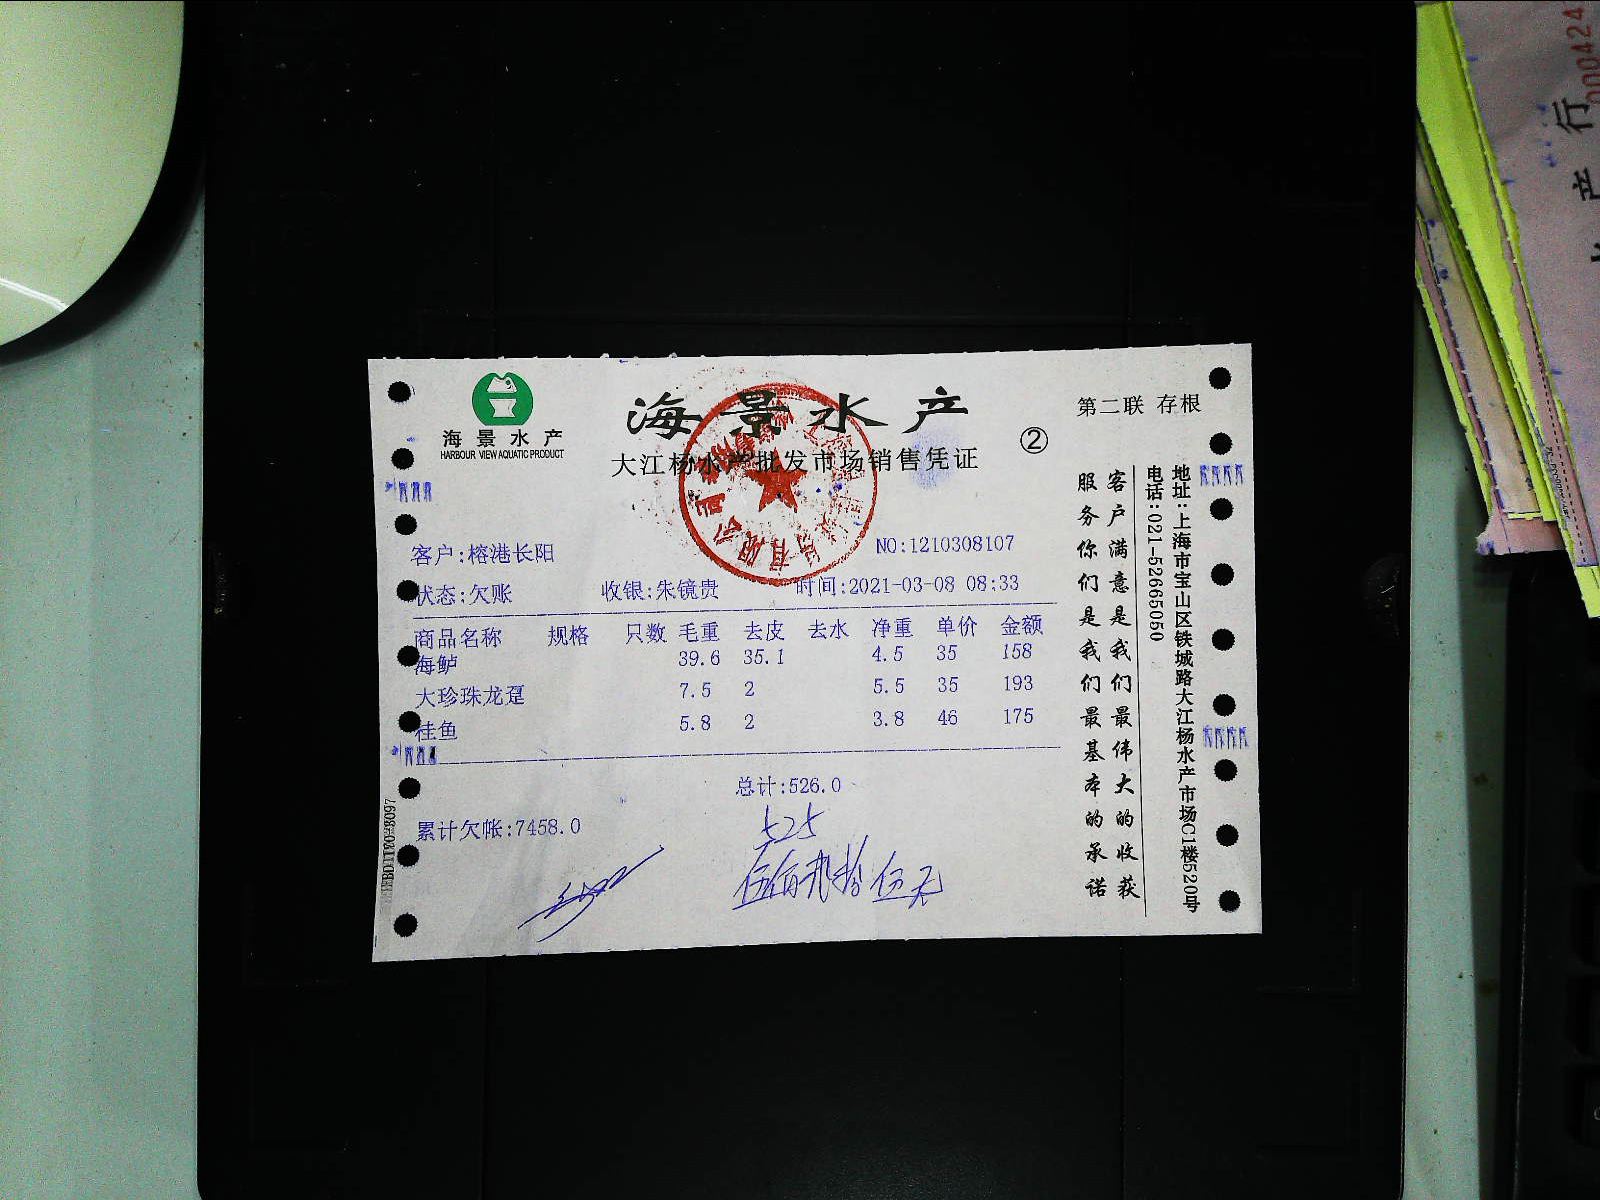 海景水产
HARBOUR VIEW AQUATIC PRODUCT
海景水产
大江杨水产批发市场销售凭证
②
第二联 存根
客户:榕港长阳
NO:1210308107
状态:欠账 收银:朱镜贵 时间:2021-03-08 08:33
商品名称 规格 只数 毛重 去皮 去水 净重 单价 金额
海鲈 39.6 35.1 4.5 35 158
大珍珠龙趸 7.5 2 5.5 35 193
桂鱼 5.8 2 3.8 46 175
总计:526.0
累计欠帐:7458.0
525
客户满意是我们最伟大的收获
服务你们是我们最基本的承诺
地址:上海市宝山区铁城路大江杨水产市场C1楼520号
电话:021-52665050
有限公司
行
产
000424